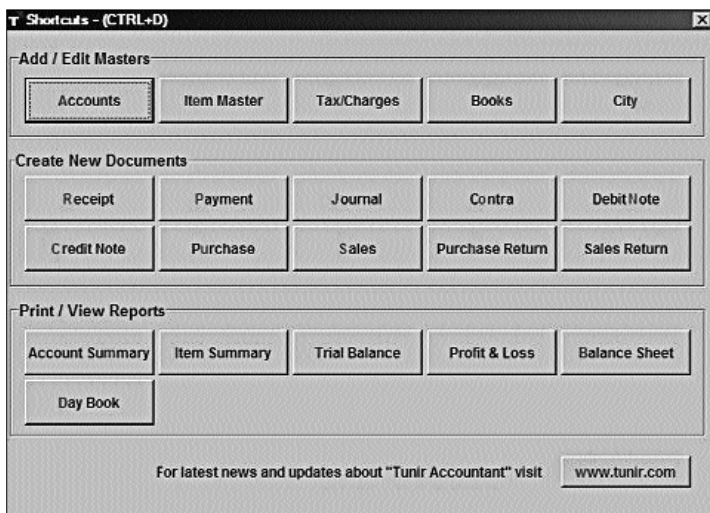 T Shortcuts - (CTRL+D)
Add / Edit Masters
Accounts Item Master Tax/Charges Books City
Create New Documents
Receipt Payment Journal Contra Debit Note
Credit Note Purchase Sales Purchase Return Sales Return
Print / View Reports
Account Summary Item Summary Trial Balance Profit & Loss Balance Sheet
Day Book
For latest news and updates about "Tunir Accountant" visit www.tunir.com